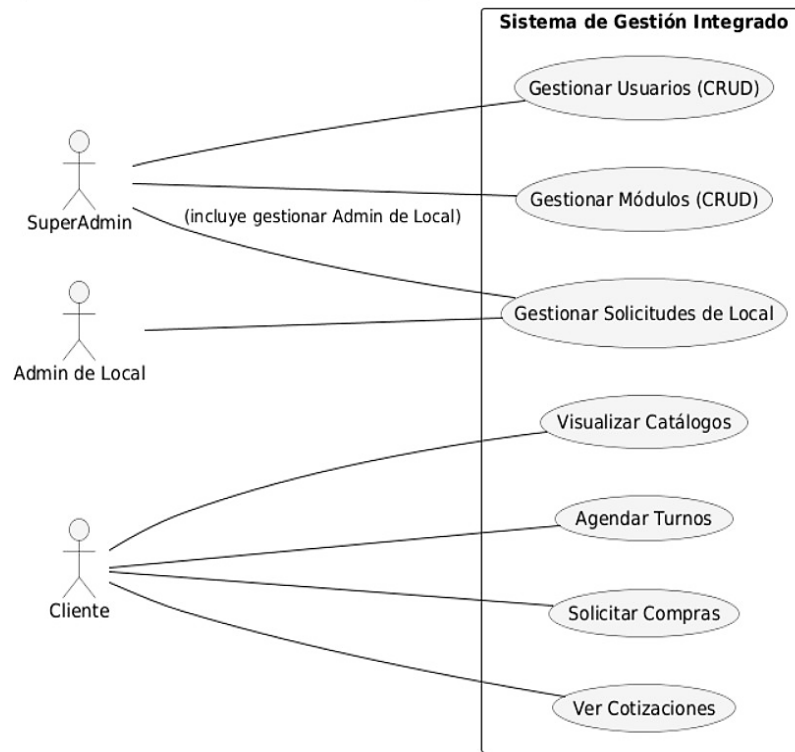 Sistema de Gestión Integrado
Gestionar Usuarios (CRUD)
Gestionar Módulos (CRUD)
SuperAdmin
(incluye gestionar Admin de Local)
Gestionar Solicitudes de Local
Admin de Local
Visualizar Catálogos
Agendar Turnos
Cliente
Solicitar Compras
Ver Cotizaciones